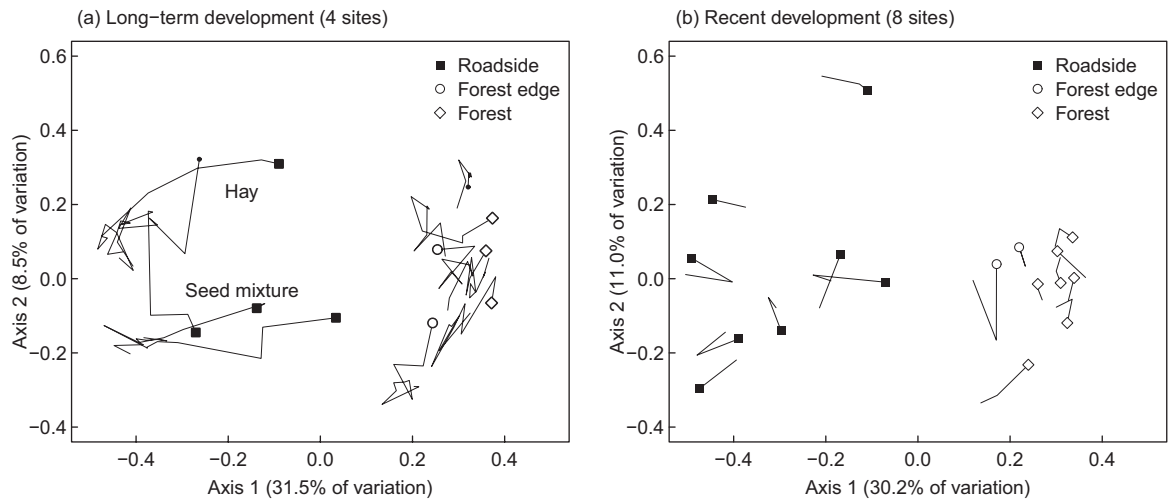 (a) Long−term development (4 sites)
0.6
0.4
0.2
0.0
−0.2
−0.4
Axis 2 (8.5% of variation)
Roadside
Forest edge
Forest
Hay
Seed mixture
−0.4
−0.2
0.0
0.2
0.4
Axis 1 (31.5% of variation)
(b) Recent development (8 sites)
0.6
0.4
0.2
0.0
−0.2
−0.4
Axis 2 (11.0% of variation)
Roadside
Forest edge
Forest
−0.4
−0.2
0.0
0.2
0.4
Axis 1 (30.2% of variation)